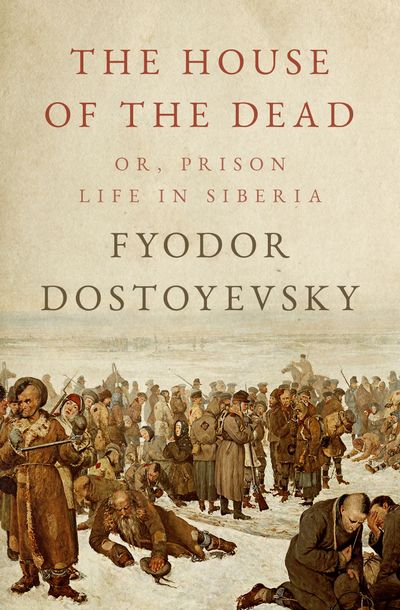 THE HOUSE
OF THE DEAD
OR, PRISON
LIFE IN SIBERIA
FYODOR
DOSTOYEVSKY